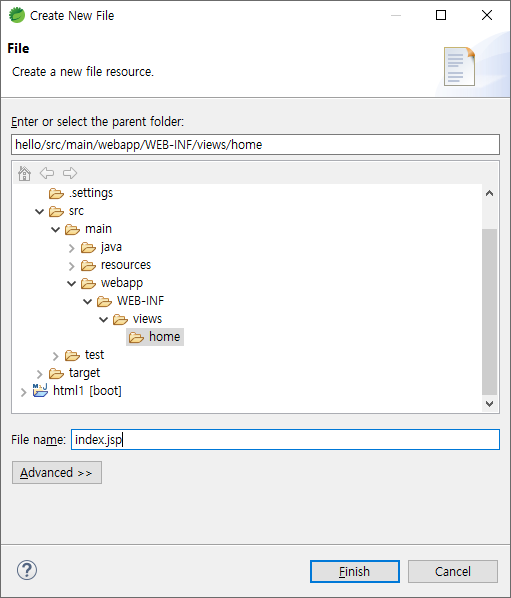 Create New File
File
Create a new file resource.
Enter or select the parent folder:
hello/src/main/webapp/WEB-INF/views/home
.settings
src
main
java
resources
webapp
WEB-INF
views
home
test
target
html1 [boot]
File name: index.jsp
Advanced >>
Finish Cancel